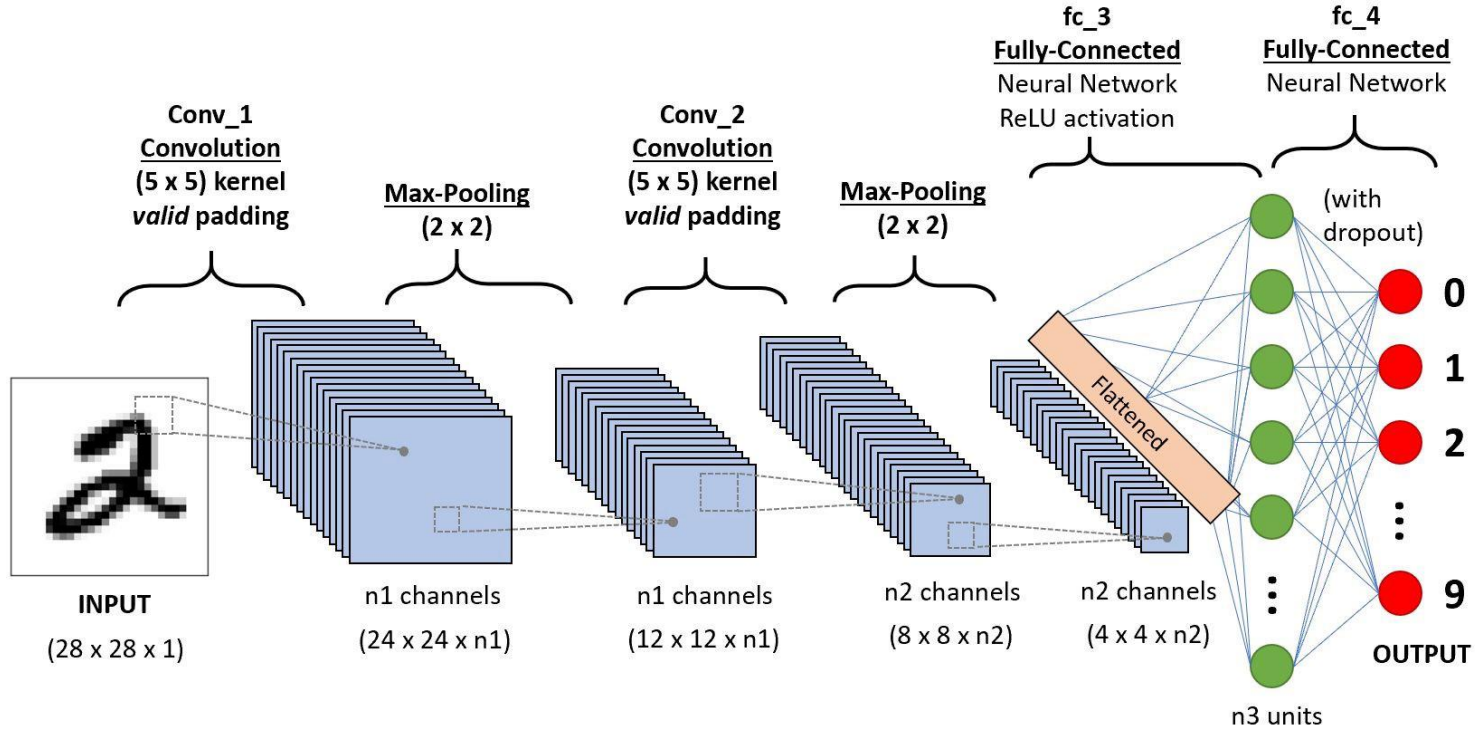 Conv_1
Convolution
(5 x 5) kernel
valid padding
Max-Pooling
(2 x 2)
Conv_2
Convolution
(5 x 5) kernel
valid padding
Max-Pooling
(2 x 2)
fc_3
Fully-Connected
Neural Network
ReLU activation
fc_4
Fully-Connected
Neural Network
(with
dropout)
2
INPUT
(28 x 28 x 1)
n1 channels
(24 x 24 x n1)
n1 channels
(12 x 12 x n1)
n2 channels
(8 x 8 x n2)
n2 channels
(4 x 4 x n2)
Flattened
n3 units
0
1
2
9
OUTPUT